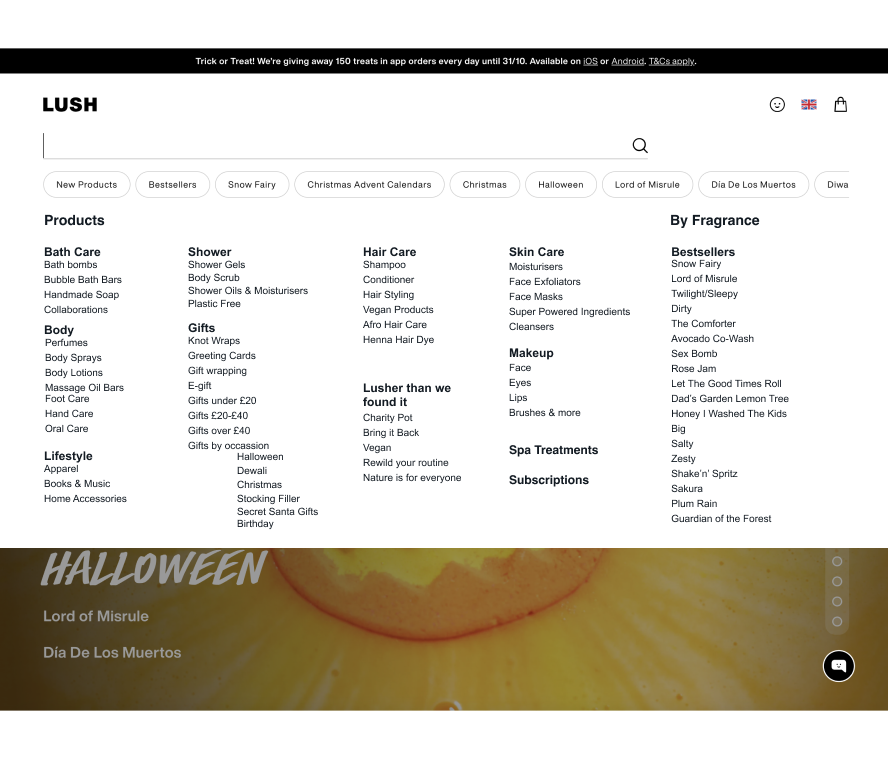 Trick or Treat! We're giving away 150 treats in app orders every day until 31/10. Available on iOS or Android. T&Cs apply.
LUSH
New Products
Bestsellers
Snow Fairy
Christmas Advent Calendars
Christmas
Halloween
Lord of Misrule
Día De Los Muertos
Diwa
Products
Bath Care
Bath bombs
Bubble Bath Bars
Handmade Soap
Collaborations
Body
Perfumes
Body Sprays
Body Lotions
Massage Oil Bars
Foot Care
Hand Care
Oral Care
Lifestyle
Apparel
Books & Music
Home Accessories
Shower
Shower Gels
Body Scrub
Shower Oils & Moisturisers
Plastic Free
Gifts
Knot Wraps
Greeting Cards
Gift wrapping
E-gift
Gifts under £20
Gifts £20-£40
Gifts over £40
Gifts by occassion
Halloween
Dewali
Christmas
Stocking Filler
Secret Santa Gifts
Birthday
Hair Care
Shampoo
Conditioner
Hair Styling
Vegan Products
Afro Hair Care
Henna Hair Dye
Lusher than we
found it
Charity Pot
Bring it Back
Vegan
Rewild your routine
Nature is for everyone
Skin Care
Moisturisers
Face Exfoliators
Face Masks
Super Powered Ingredients
Cleansers
Makeup
Face
Eyes
Lips
Brushes & more
Spa Treatments
Subscriptions
By Fragrance
Bestsellers
Snow Fairy
Lord of Misrule
Twilight/Sleepy
Dirty
The Comforter
Avocado Co-Wash
Sex Bomb
Rose Jam
Let The Good Times Roll
Dad's Garden Lemon Tree
Honey I Washed The Kids
Big
Salty
Zesty
Shake'n' Spritz
Sakura
Plum Rain
Guardian of the Forest
HALLOWEEN
Lord of Misrule
Día De Los Muertos